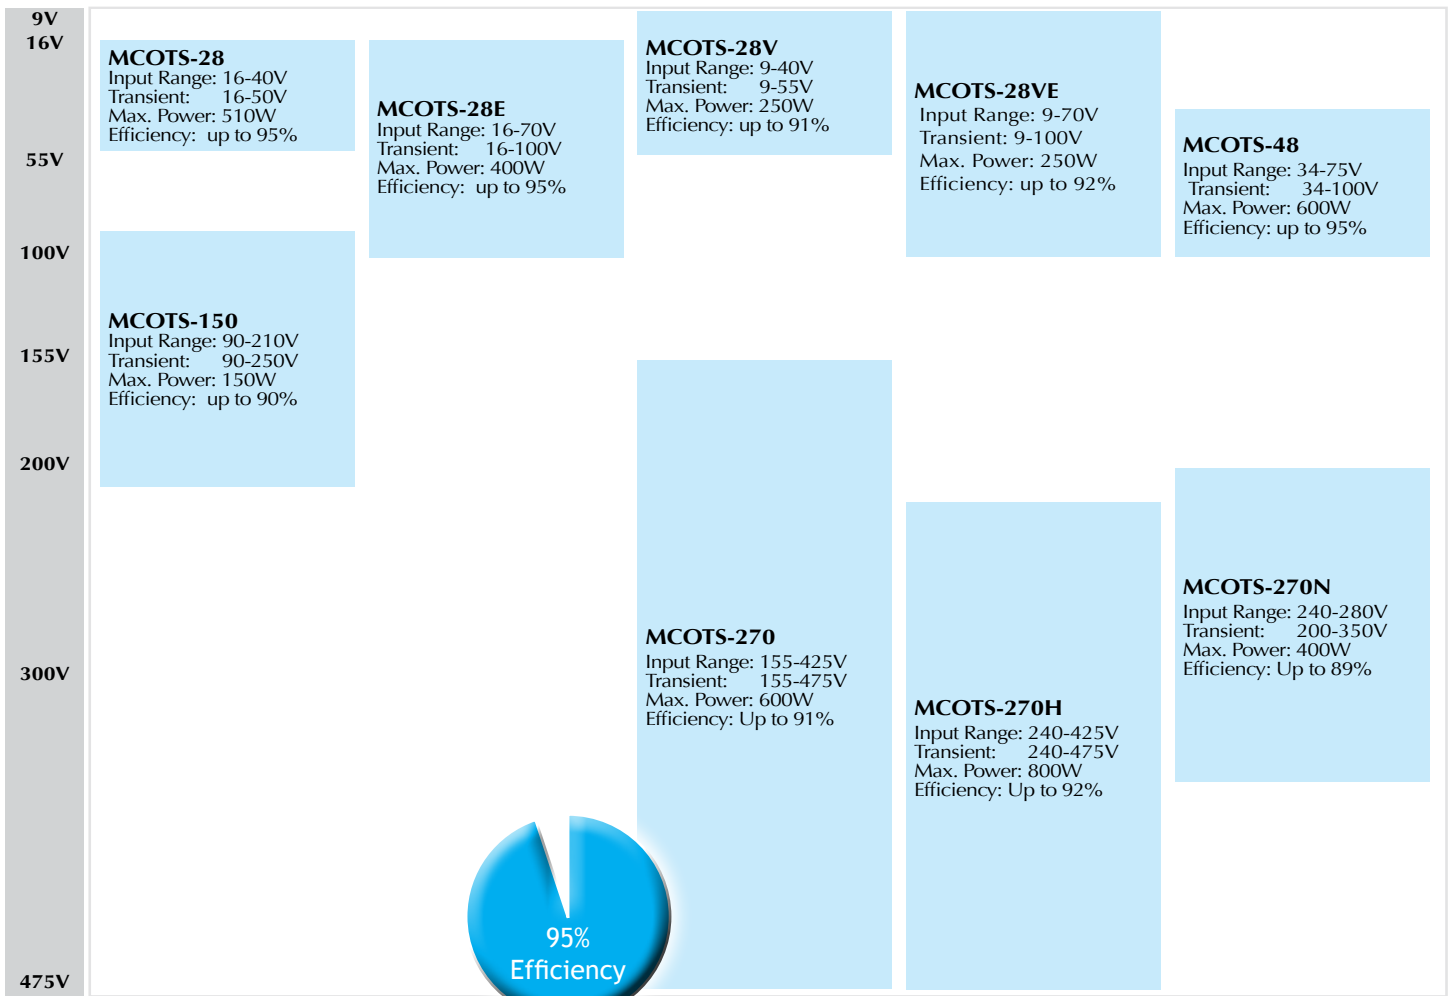 9V
16V
55V
100V
155V
200V
300V
475V
MCOTS-28
Input Range: 16-40V
Transient: 16-50V
Max. Power: 510W
Efficiency: up to 95%
MCOTS-28E
Input Range: 16-70V
Transient: 16-100V
Max. Power: 400W
Efficiency: up to 95%
MCOTS-28V
Input Range: 9-40V
Transient: 9-55V
Max. Power: 250W
Efficiency: up to 91%
MCOTS-28VE
Input Range: 9-70V
Transient: 9-100V
Max. Power: 250W
Efficiency: up to 92%
MCOTS-48
Input Range: 34-75V
Transient: 34-100V
Max. Power: 600W
Efficiency: up to 95%
MCOTS-150
Input Range: 90-210V
Transient: 90-250V
Max. Power: 150W
Efficiency: up to 90%
MCOTS-270
Input Range: 155-425V
Transient: 155-475V
Max. Power: 600W
Efficiency: Up to 91%
MCOTS-270H
Input Range: 240-425V
Transient: 240-475V
Max. Power: 800W
Efficiency: Up to 92%
MCOTS-270N
Input Range: 240-280V
Transient: 200-350V
Max. Power: 400W
Efficiency: Up to 89%
95%
Efficiency